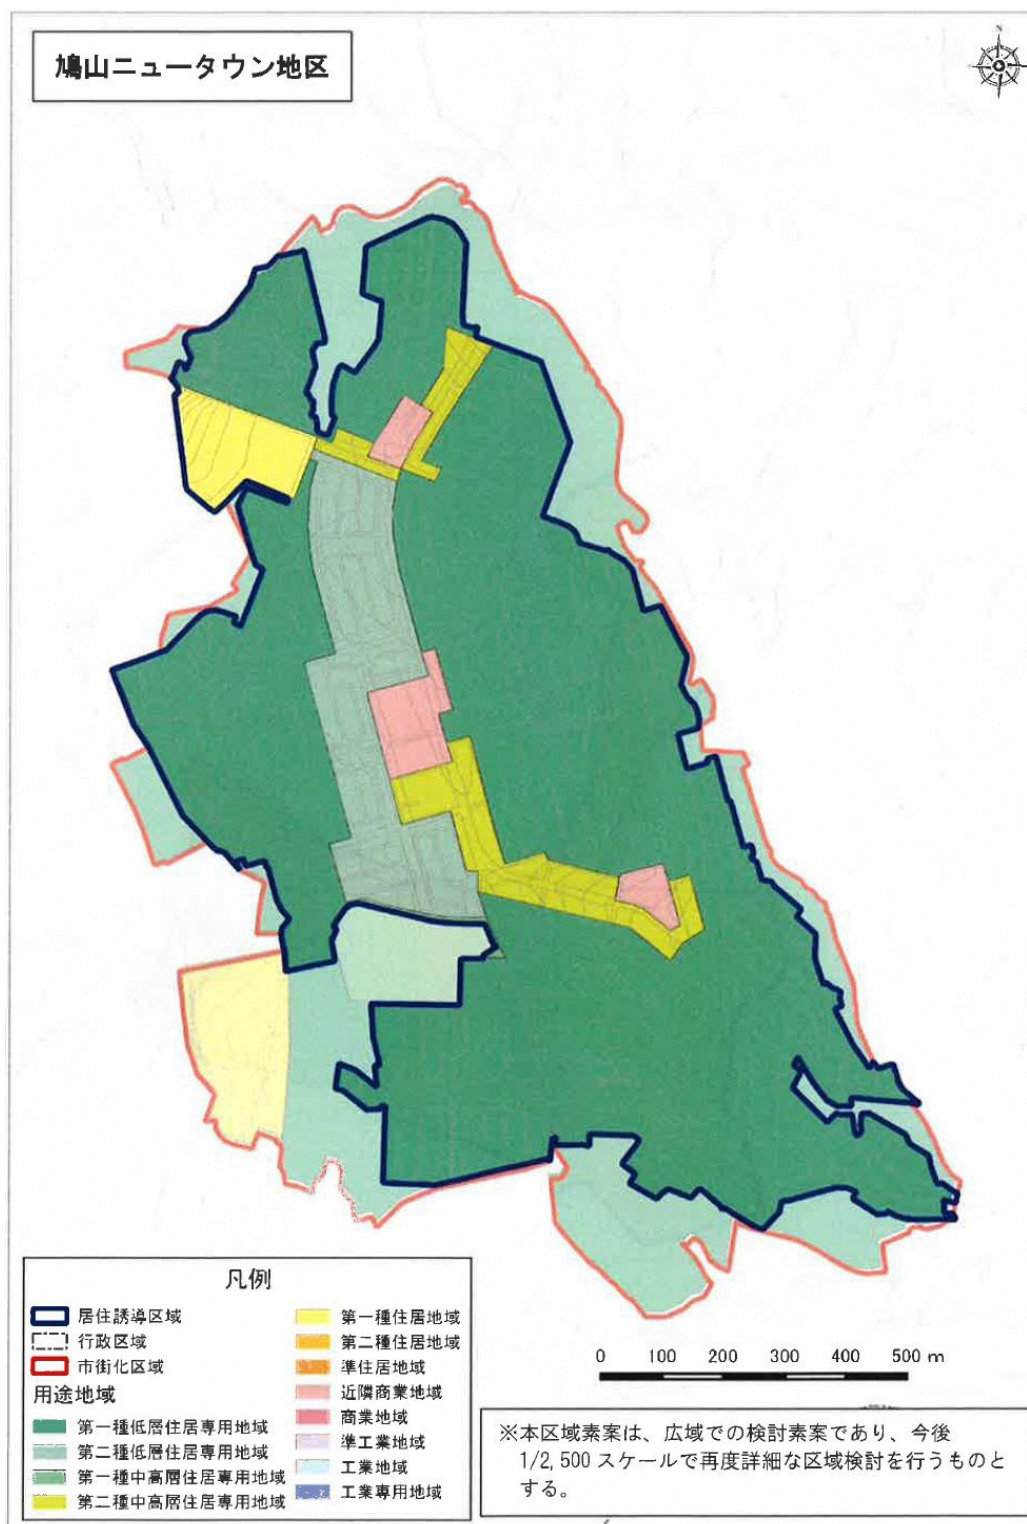 鳩山ニュータウン地区
N
凡例
居住誘導区域
行政区域
市街化区域
用途地域
第一種低層住居専用地域
第二種低層住居専用地域
第一種中高層住居専用地域
第二種中高層住居専用地域
第一種住居地域
第二種住居地域
準住居地域
近隣商業地域
商業地域
準工業地域
工業地域
工業専用地域
0 100 200 300 400 500 m
※本区域素案は、広域での検討素案であり、今後
1/2,500 スケールで再度詳細な区域検討を行うものと
する。